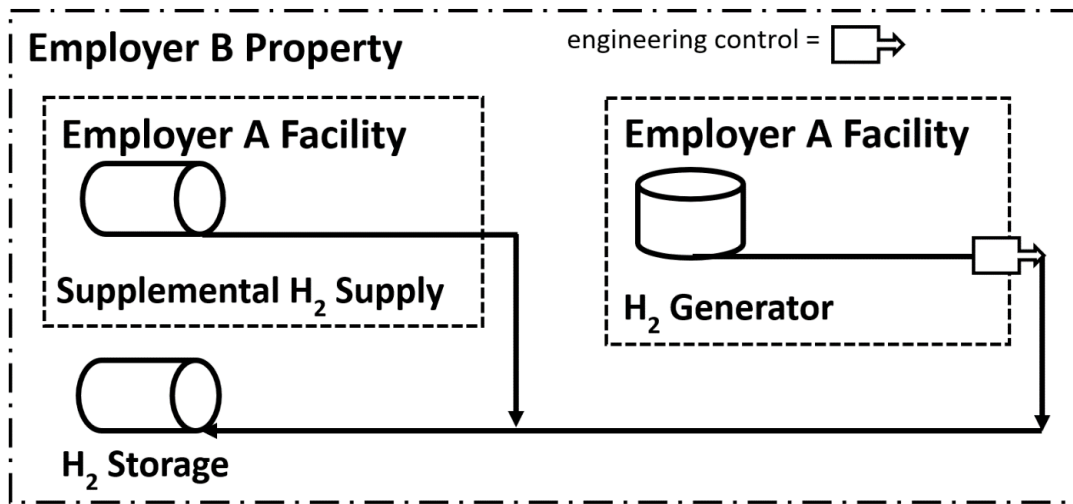 Employer B Property
engineering control =
Employer A Facility
Supplemental H₂ Supply
Employer A Facility
H₂ Generator
H₂ Storage